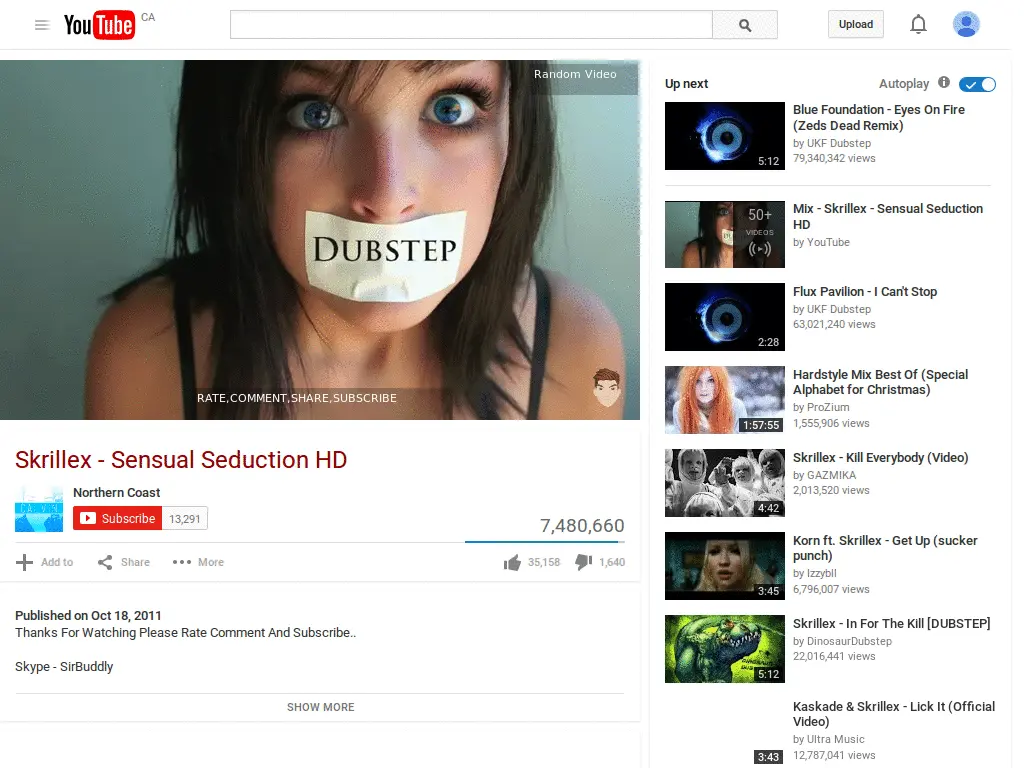 YouTube CA
Upload
Random Video
DUBSTEP
RATE,COMMENT,SHARE,SUBSCRIBE
Skrillex - Sensual Seduction HD
Northern Coast
Subscribe 13,291
7,480,660
Add to Share More 35,158 1,640
Published on Oct 18, 2011
Thanks For Watching Please Rate Comment And Subscribe..
Skype - SirBuddly
SHOW MORE
Up next Autoplay
Blue Foundation - Eyes On Fire
(Zeds Dead Remix)
by UKF Dubstep
79,340,342 views
5:12
Mix - Skrillex - Sensual Seduction
HD
by YouTube
50+
VIDEOS
Flux Pavilion - I Can't Stop
by UKF Dubstep
63,021,240 views
2:28
Hardstyle Mix Best Of (Special
Alphabet for Christmas)
by ProZium
1,555,906 views
1:57:55
Skrillex - Kill Everybody (Video)
by GAZMIKA
2,013,520 views
4:42
Korn ft. Skrillex - Get Up (sucker
punch)
by Izzybll
6,796,007 views
3:45
Skrillex - In For The Kill [DUBSTEP]
by DinosaurDubstep
22,016,441 views
5:12
Kaskade & Skrillex - Lick It (Official
Video)
by Ultra Music
12,787,041 views
3:43